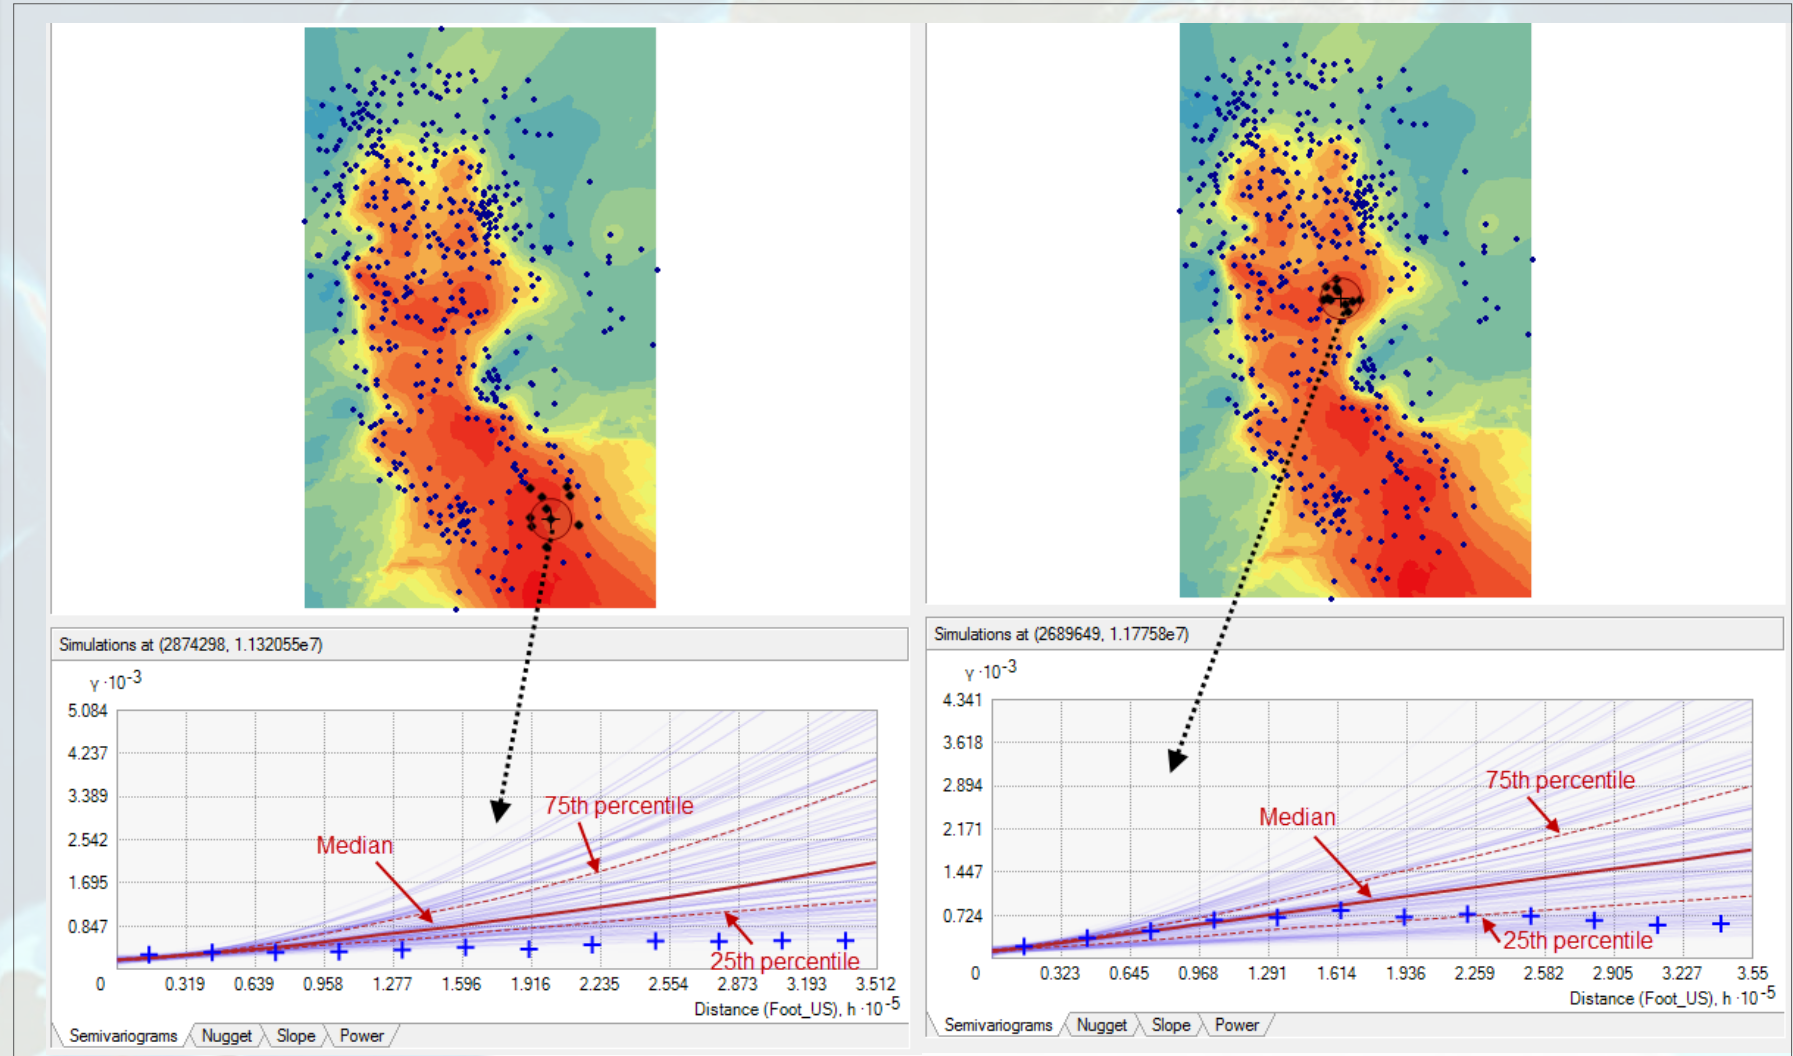 Simulations at (2874298, 1.132055e7)
γ ·10⁻³
5.084
4.237
3.389
2.542
1.695
0.847
75th percentile
Median
25th percentile
0 0.319 0.639 0.958 1.277 1.596 1.916 2.235 2.554 2.873 3.193 3.512
Distance (Foot_US), h ·10⁻⁵
Semivariograms Nugget Slope Power
Simulations at (2689649, 1.17758e7)
γ ·10⁻³
4.341
3.618
2.894
2.171
1.447
0.724
75th percentile
Median
25th percentile
0 0.323 0.645 0.968 1.291 1.614 1.936 2.259 2.582 2.905 3.227 3.55
Distance (Foot_US), h ·10⁻⁵
Semivariograms Nugget Slope Power